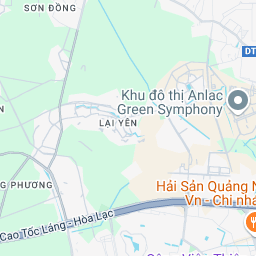 SƠN ĐỒNG
ĐT
Khu đô thị Anlac
Green Symphony
LẠI YÊN
G PHƯƠNG
Hải Sản Quảng N
Vn - Chi nhá
Cao Tốc Láng - Hòa Lạc